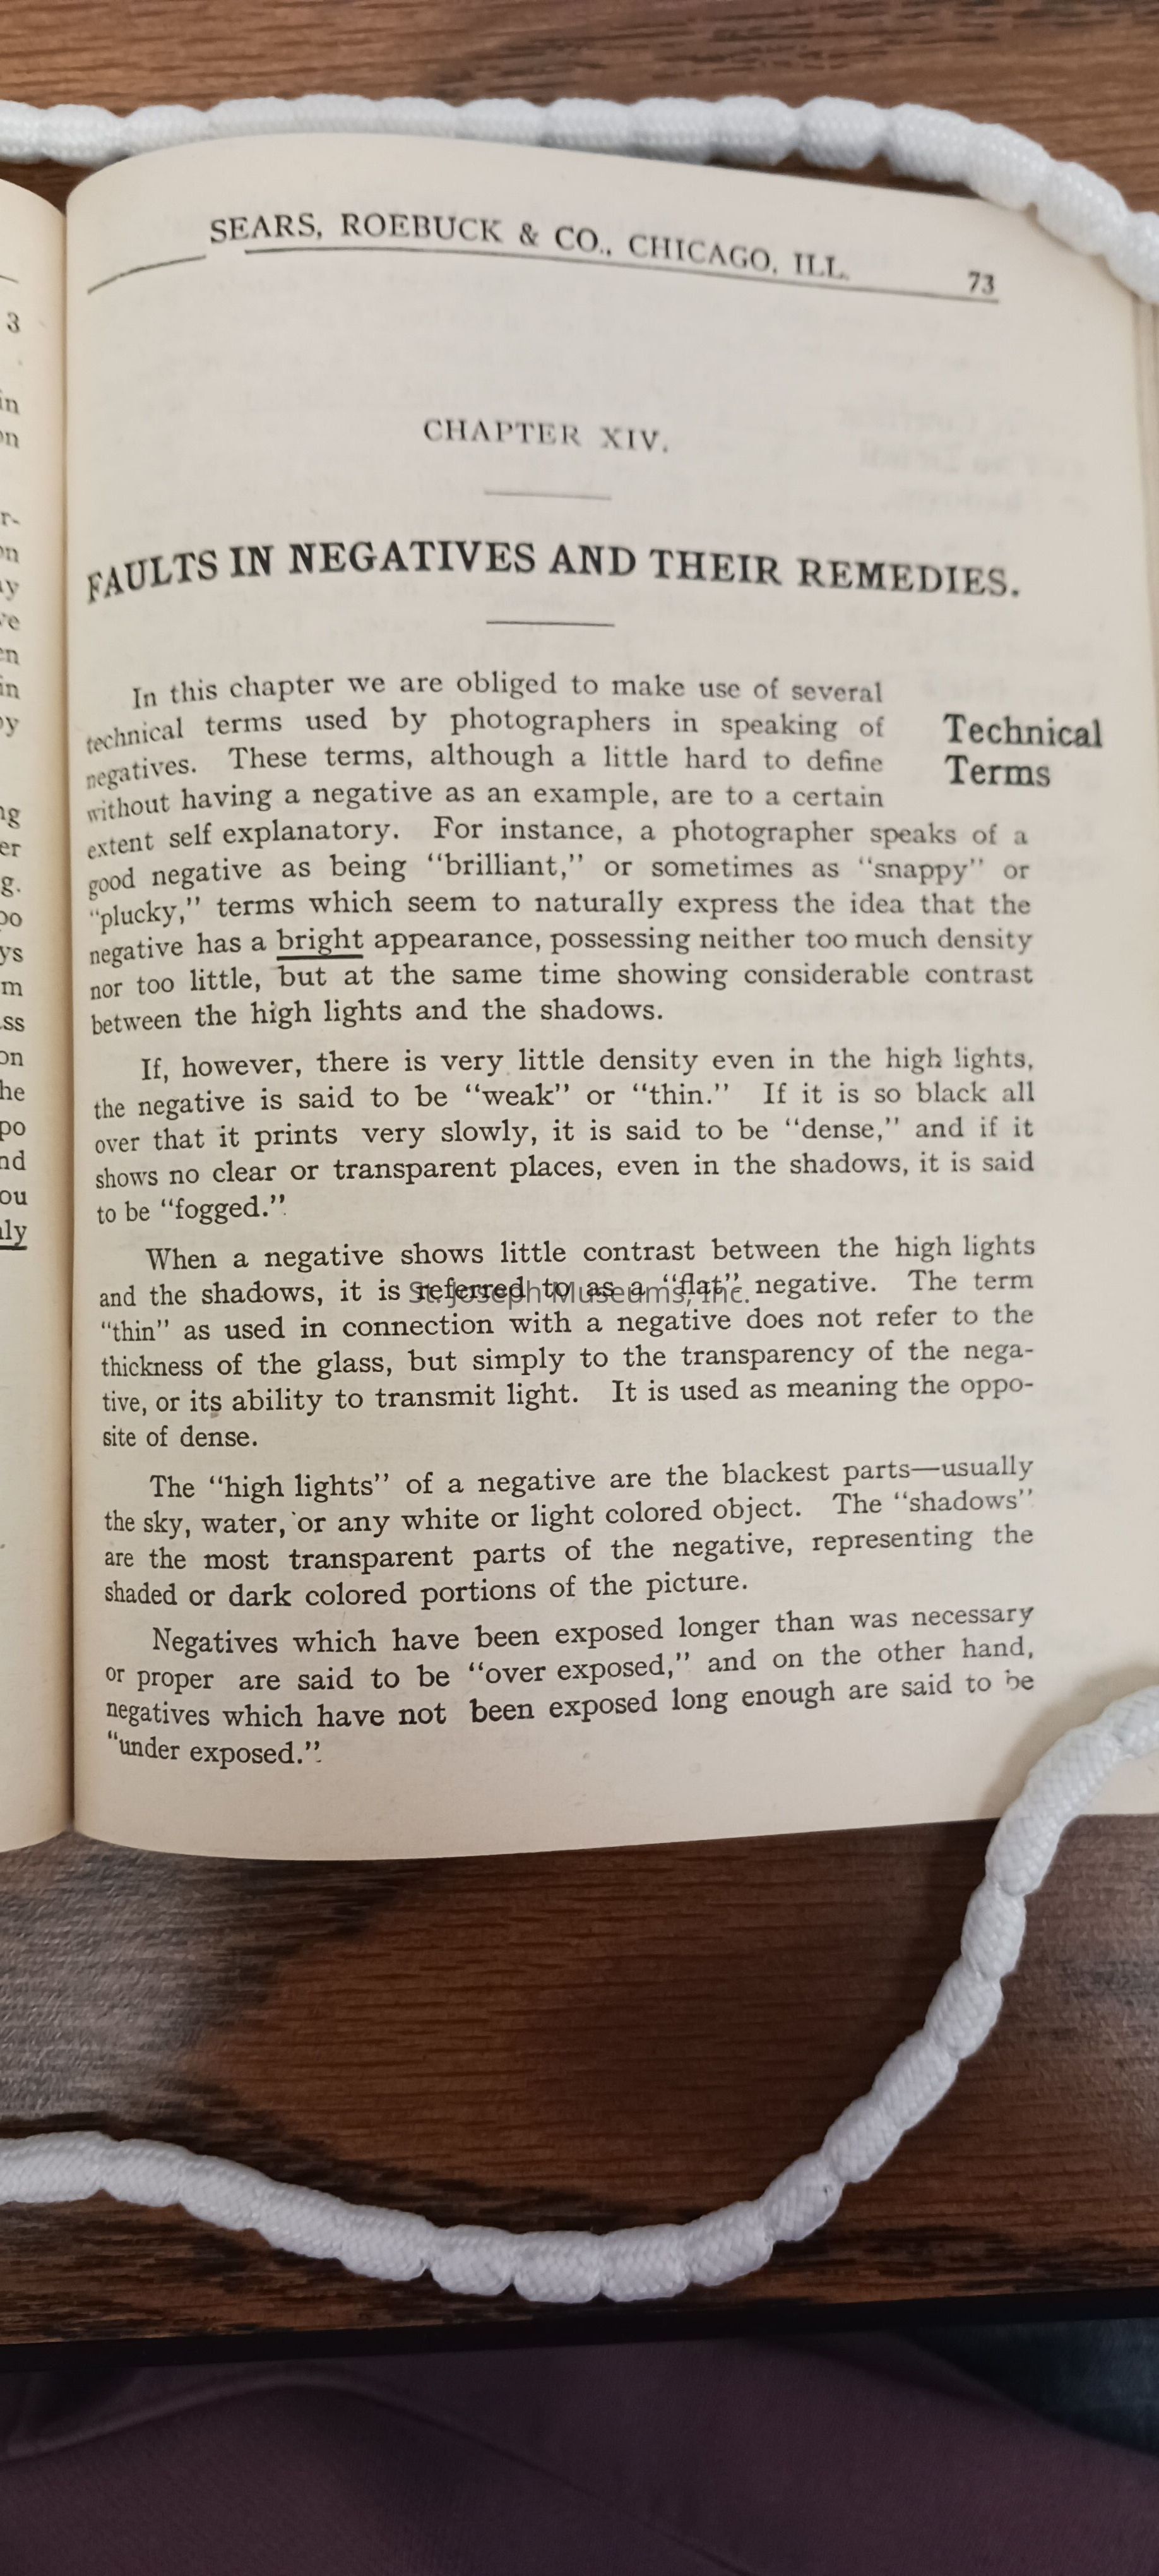 SEARS, ROEBUCK & CO., CHICAGO, ILL. 73
CHAPTER XIV.
FAULTS IN NEGATIVES AND THEIR REMEDIES.
Technical
Terms
In this chapter we are obliged to make use of several
technical terms used by photographers in speaking of
negatives. These terms, although a little hard to define
without having a negative as an example, are to a certain
extent self explanatory. For instance, a photographer speaks of a
good negative as being "brilliant," or sometimes as "snappy" or
"plucky," terms which seem to naturally express the idea that the
negative has a bright appearance, possessing neither too much density
nor too little, but at the same time showing considerable contrast
between the high lights and the shadows.
If, however, there is very little density even in the high lights,
the negative is said to be "weak" or "thin." If it is so black all
over that it prints very slowly, it is said to be "dense," and if it
shows no clear or transparent places, even in the shadows, it is said
to be "fogged."
When a negative shows little contrast between the high lights
and the shadows, it is referred to as a "flat" negative. The term
"thin" as used in connection with a negative does not refer to the
thickness of the glass, but simply to the transparency of the nega-
tive, or its ability to transmit light. It is used as meaning the oppo-
site of dense.
The "high lights" of a negative are the blackest parts—usually
the sky, water, or any white or light colored object. The "shadows"
are the most transparent parts of the negative, representing the
shaded or dark colored portions of the picture.
Negatives which have been exposed longer than was necessary
or proper are said to be "over exposed," and on the other hand,
negatives which have not been exposed long enough are said to be
"under exposed."
St. Joseph Museums, Inc.